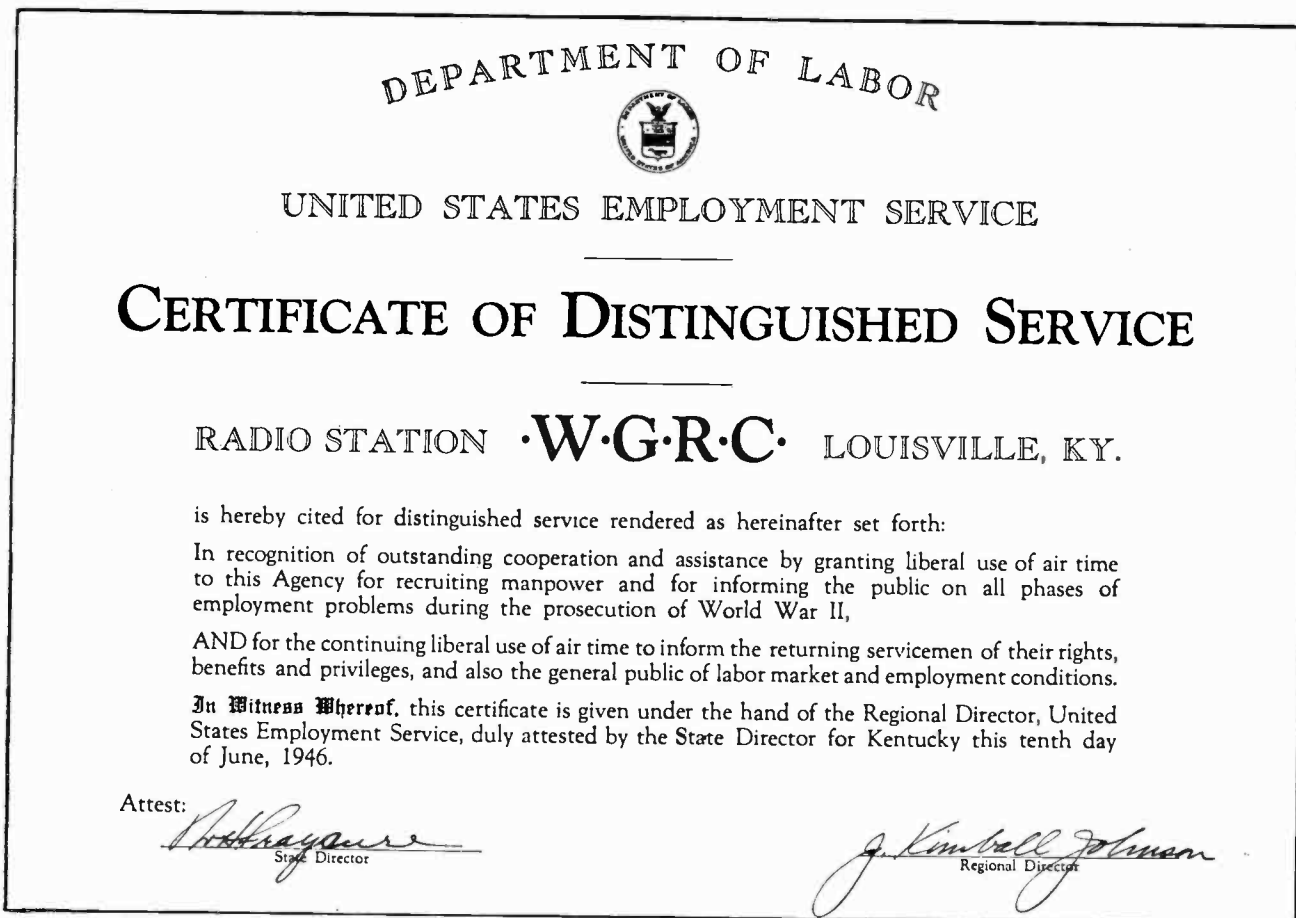 DEPARTMENT OF LABOR
DEPARTMENT OF LABOR
UNITED STATES OF AMERICA
UNITED STATES EMPLOYMENT SERVICE
CERTIFICATE OF DISTINGUISHED SERVICE
RADIO STATION ·W·G·R·C· LOUISVILLE, KY.
is hereby cited for distinguished service rendered as hereinafter set forth:
In recognition of outstanding cooperation and assistance by granting liberal use of air time
to this Agency for recruiting manpower and for informing the public on all phases of
employment problems during the prosecution of World War II,
AND for the continuing liberal use of air time to inform the returning servicemen of their rights,
benefits and privileges, and also the general public of labor market and employment conditions.
In Witness Whereof, this certificate is given under the hand of the Regional Director, United
States Employment Service, duly attested by the State Director for Kentucky this tenth day
of June, 1946.
Attest:
State Director
J. Kimball Johnson
Regional Director